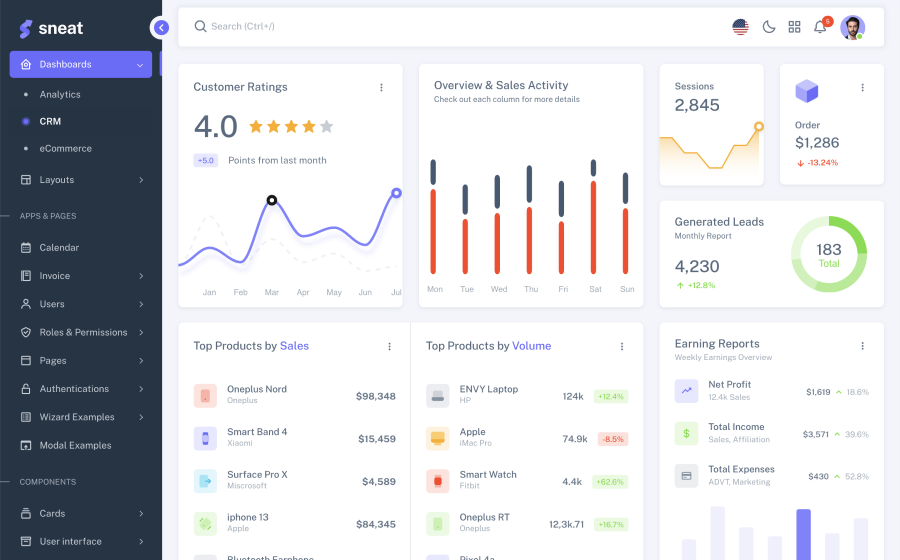 sneat
Dashboards
Analytics
CRM
eCommerce
Layouts
APPS & PAGES
Calendar
Invoice
Users
Roles & Permissions
Pages
Authentications
Wizard Examples
Modal Examples
COMPONENTS
Cards
User interface
Search (Ctrl+/)
5
Customer Ratings
4.0
+5.0 Points from last month
Jan Feb Mar Apr May Jun Jul
Overview & Sales Activity
Check out each column for more details
Mon Tue Wed Thu Fri Sat Sun
Sessions
2,845
Order
$1,286
-13.24%
Generated Leads
Monthly Report
4,230
+12.8%
183
Total
Top Products by Sales
Oneplus Nord
Oneplus
$98,348
Smart Band 4
Xiaomi
$15,459
Surface Pro X
Miscrosoft
$4,589
iphone 13
Apple
$84,345
Bluetooth Earphone
Top Products by Volume
ENVY Laptop
HP
124k +12.4%
Apple
iMac Pro
74.9k -8.5%
Smart Watch
Fitbit
4.4k +62.6%
Oneplus RT
Oneplus
12,3k.71 +16.7%
Pixel 4a
Earning Reports
Weekly Earnings Overview
Net Profit
12.4k Sales
$1,619 18.6%
Total Income
Sales, Affiliation
$3,571 39.6%
Total Expenses
ADVT, Marketing
$430 52.8%